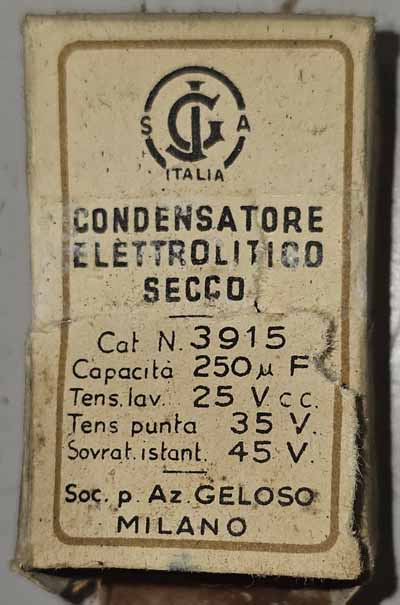 S G A
ITALIA
CONDENSATORE
ELETTROLITICO
SECCO
Cat N. 3915
Capacità 250 µ F
Tens. lav. 25 V c c.
Tens punta 35 V.
Sovrat. istant. 45 V.
Soc. p. Az. GELOSO
MILANO